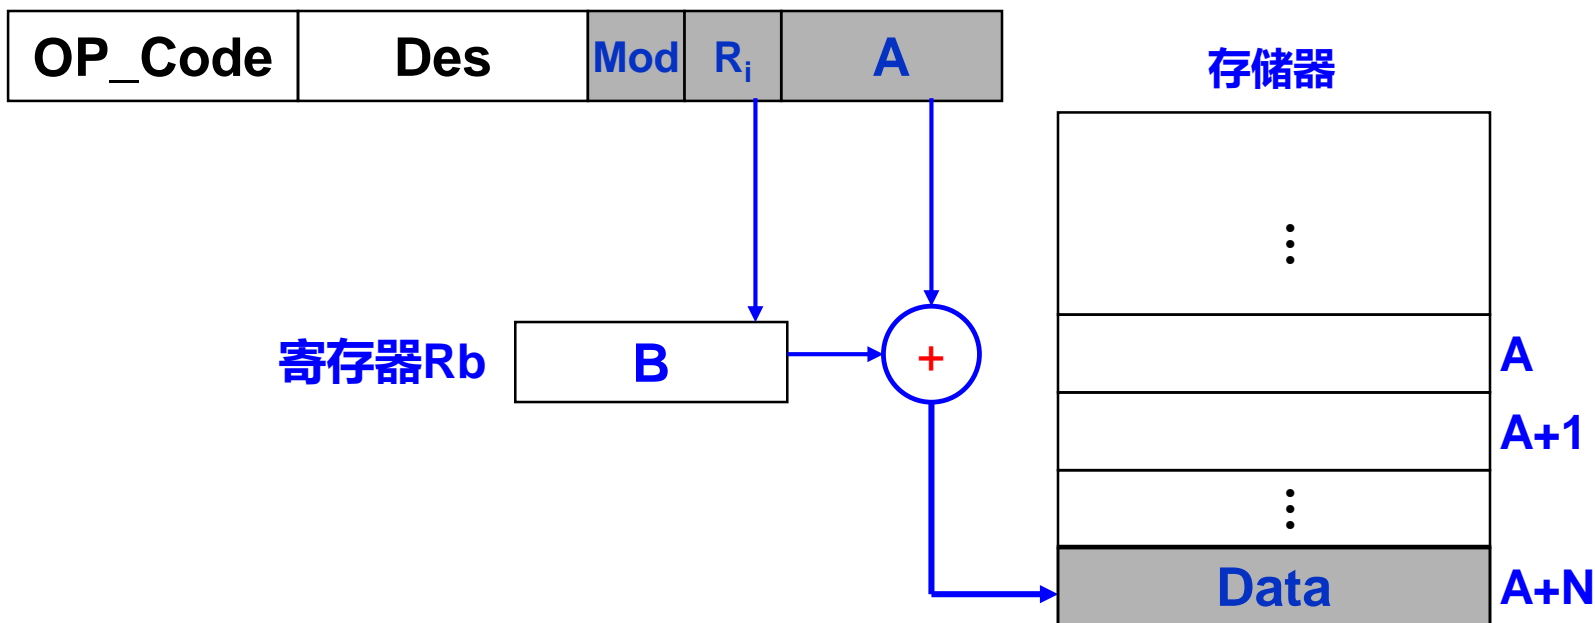 OP_Code Des Mod Ri A
存储器
⋮
寄存器Rb B + A
A+1
⋮
Data A+N